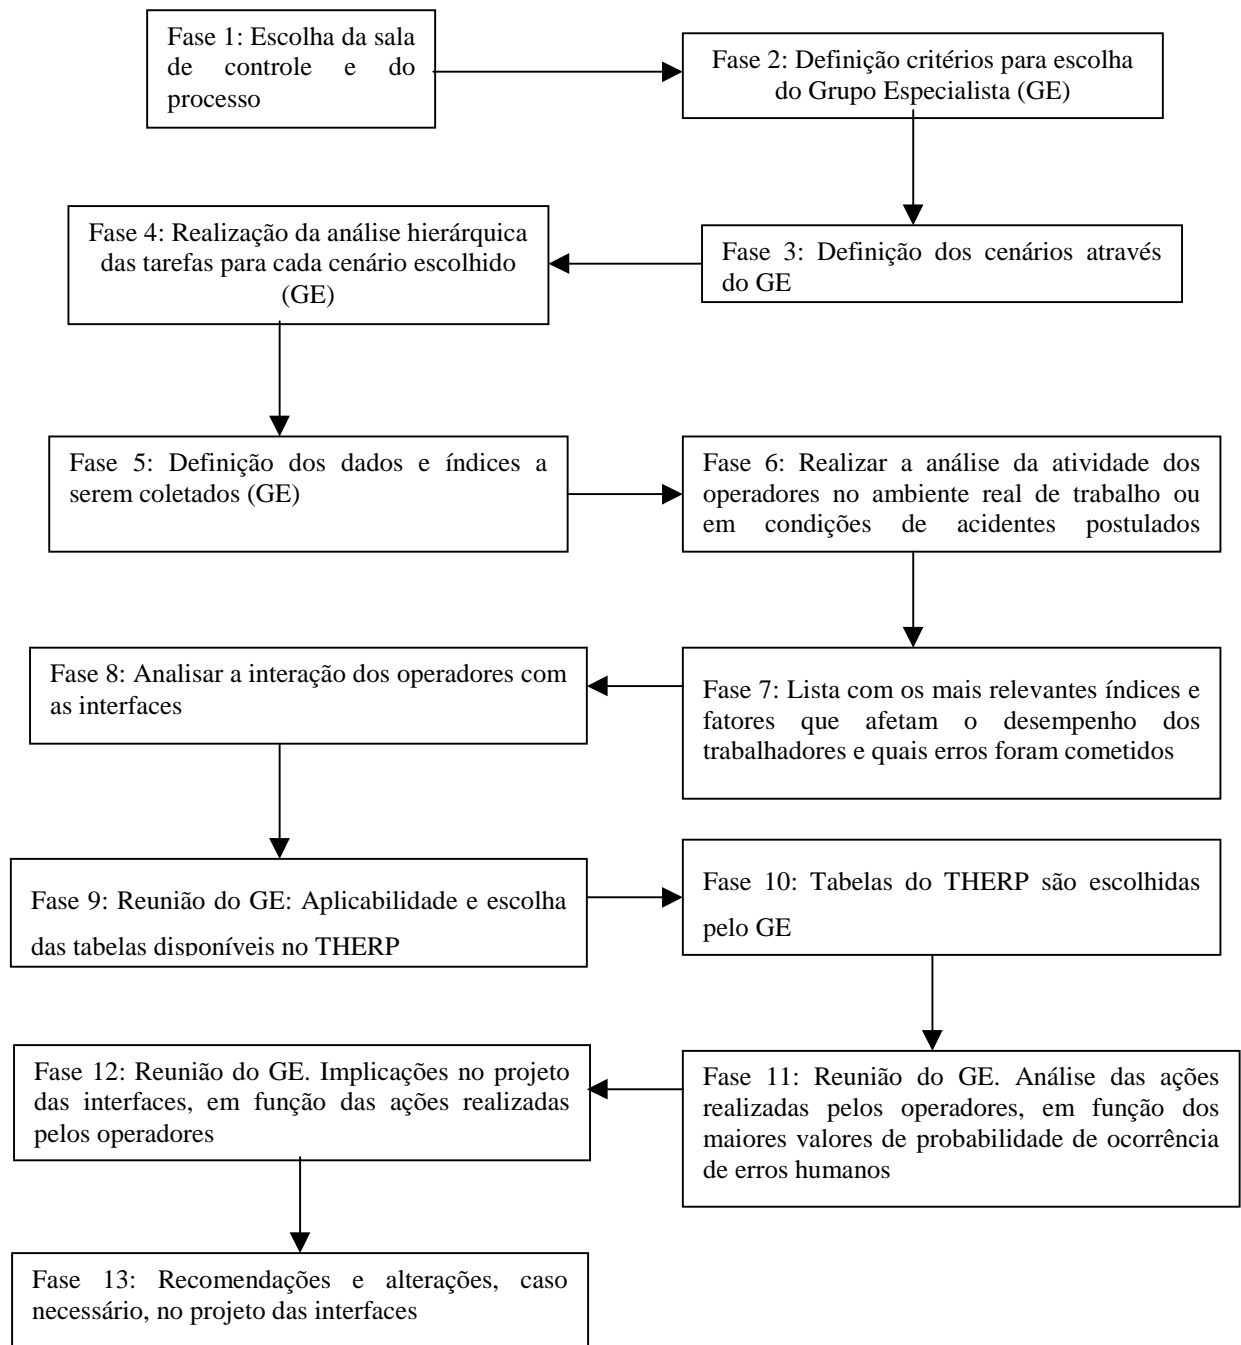 Fase 1: Escolha da sala
de controle e do
processo
Fase 2: Definição critérios para escolha
do Grupo Especialista (GE)
Fase 3: Definição dos cenários através
do GE
Fase 4: Realização da análise hierárquica
das tarefas para cada cenário escolhido
(GE)
Fase 5: Definição dos dados e índices a
serem coletados (GE)
Fase 6: Realizar a análise da atividade dos
operadores no ambiente real de trabalho ou
em condições de acidentes postulados
Fase 7: Lista com os mais relevantes índices e
fatores que afetam o desempenho dos
trabalhadores e quais erros foram cometidos
Fase 8: Analisar a interação dos operadores com
as interfaces
Fase 9: Reunião do GE: Aplicabilidade e escolha
das tabelas disponíveis no THERP
Fase 10: Tabelas do THERP são escolhidas
pelo GE
Fase 11: Reunião do GE. Análise das ações
realizadas pelos operadores, em função dos
maiores valores de probabilidade de ocorrência
de erros humanos
Fase 12: Reunião do GE. Implicações no projeto
das interfaces, em função das ações realizadas
pelos operadores
Fase 13: Recomendações e alterações, caso
necessário, no projeto das interfaces